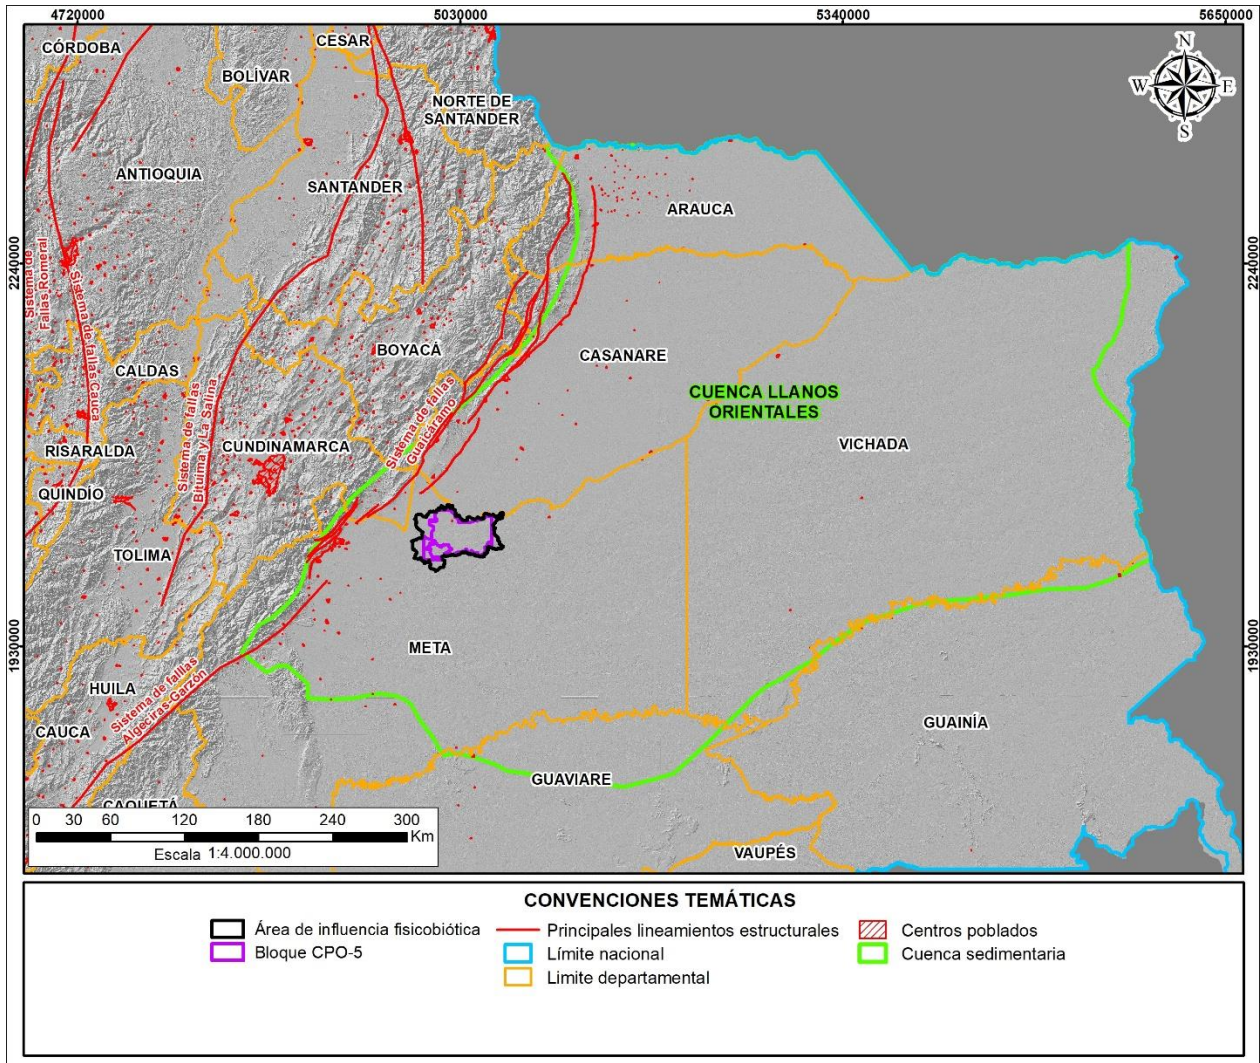 4720000
5030000
5340000
5650000
CÓRDOBA
CESAR
BOLÍVAR
NORTE DE
SANTANDER
N
W
E
S
ANTIOQUIA
SANTANDER
ARAUCA
2240000
2240000
Sistema de
Fallas Romeral
Sistema de fallas Cauca
BOYACÁ
CASANARE
CALDAS
CUENCA LLANOS
ORIENTALES
Sistema de fallas
Guaicáramo
VICHADA
RISARALDA
Sistema de fallas
Bituima y La Salina
CUNDINAMARCA
QUINDÍO
TOLIMA
1930000
1930000
META
HUILA
Sistema de fallas
Algeciras-Garzón
CAUCA
GUAINÍA
GUAVIARE
CAQUETÁ
VAUPÉS
0 30 60 120 180 240 300
Km
Escala 1:4.000.000
CONVENCIONES TEMÁTICAS
Área de influencia fisicobiótica
Principales lineamientos estructurales
Centros poblados
Bloque CPO-5
Límite nacional
Cuenca sedimentaria
Limite departamental